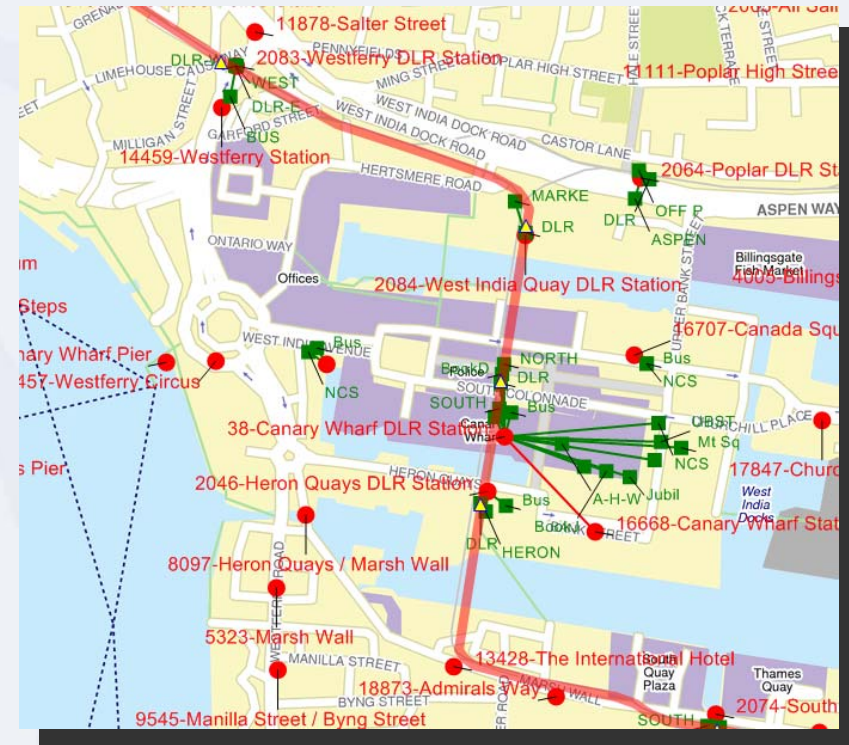 11878-Salter Street
DLR
2083-Westferry DLR Station
PENNYFIELDS
LIMEHOUSE CAUSEWAY
WEST
MING STREET
POPLAR HIGH STREET
11111-Poplar High Stree
DLR-E
WEST INDIA DOCK ROAD
WEST INDIA DOCK ROAD
GARFORD STREET
BUS
MILLIGAN STREET
CASTOR LANE
14459-Westferry Station
HERTSMERE ROAD
2064-Poplar DLR St
MARKE
DLR
OFF P
ASPEN WAY
DLR
ASPEN
ONTARIO WAY
UPPER BANK STREET
Billingsgate
Fish Market
4005-Billings
Offices
2084-West India Quay DLR Station
Steps
16707-Canada Squ
WEST INDIA AVENUE
Bus
nary Wharf Pier
NORTH
Bus
Police
DLR
NCS
457-Westferry Circus
NCS
SOUTH COLONNADE
SOUTH
Bus
UBST
CHURCHILL PLACE
38-Canary Wharf DLR Station
Mt Sq
NCS
17847-Churc
s Pier
HERON QUAYS
2046-Heron Quays DLR Station
Bus
A-H-W
Jubil
West
India
Docks
16668-Canary Wharf Stat
DLR
HERON
8097-Heron Quays / Marsh Wall
5323-Marsh Wall
MANILLA STREET
13428-The International Hotel
South
Quay
Plaza
Thames
Quay
18873-Admirals Way
MARSH WALL
BYNG STREET
2074-South
9545-Manilla Street / Byng Street
SOUTH